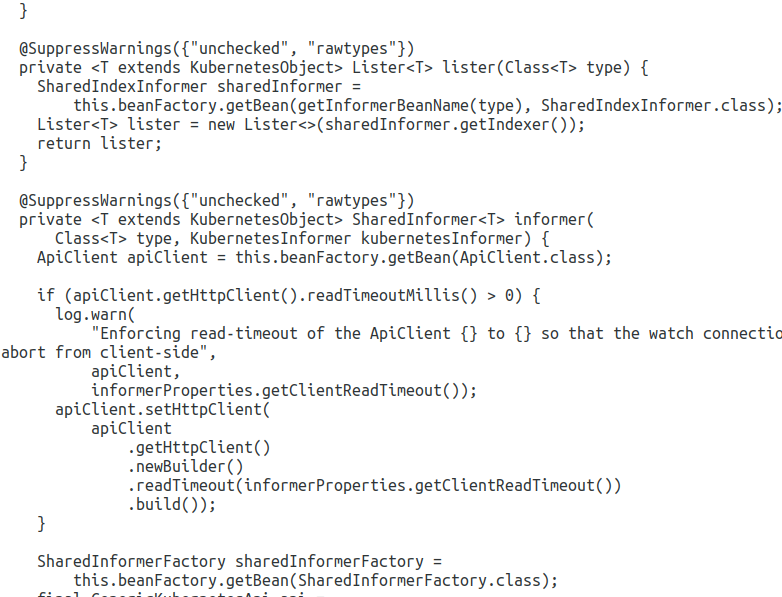 }

@SuppressWarnings({"unchecked", "rawtypes"})
private <T extends KubernetesObject> Lister<T> lister(Class<T> type) {
SharedIndexInformer sharedInformer =
this.beanFactory.getBean(getInformerBeanName(type), SharedIndexInformer.class);
Lister<T> lister = new Lister<>(sharedInformer.getIndexer());
return lister;
}

@SuppressWarnings({"unchecked", "rawtypes"})
private <T extends KubernetesObject> SharedInformer<T> informer(
Class<T> type, KubernetesInformer kubernetesInformer) {
ApiClient apiClient = this.beanFactory.getBean(ApiClient.class);

if (apiClient.getHttpClient().readTimeoutMillis() > 0) {
log.warn(
"Enforcing read-timeout of the ApiClient {} to {} so that the watch connectio
abort from client-side",
apiClient,
informerProperties.getClientReadTimeout());
apiClient.setHttpClient(
apiClient
.getHttpClient()
.newBuilder()
.readTimeout(informerProperties.getClientReadTimeout())
.build());
}

SharedInformerFactory sharedInformerFactory =
this.beanFactory.getBean(SharedInformerFactory.class);